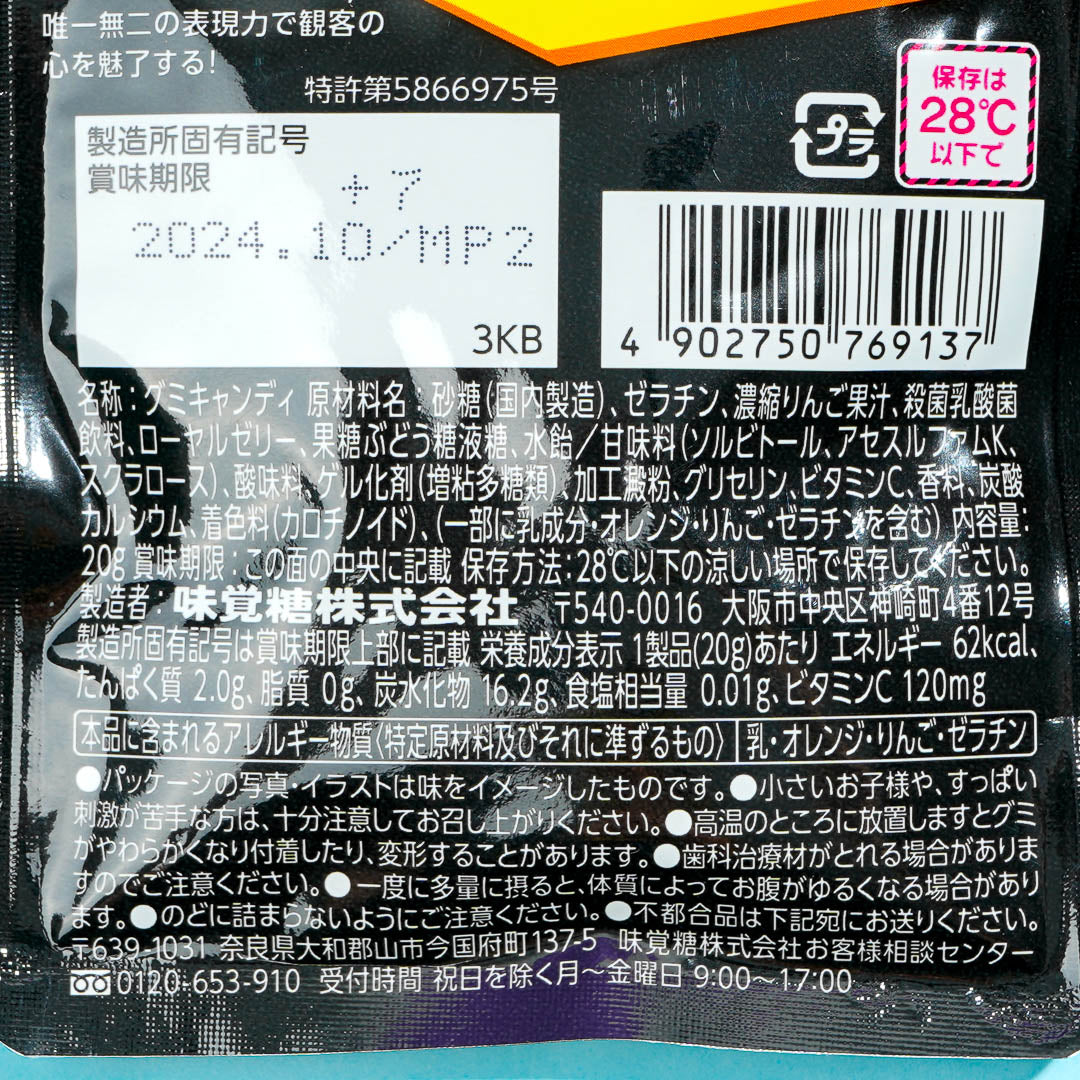 唯一無二の表現力で観客の
心を魅了する!
特許第5866975号
保存は
28℃
以下で
プラ
製造所固有記号
賞味期限
+7
2024.10/MP2
3KB
4 902750 769137
名称:グミキャンディ 原材料名:砂糖(国内製造)、ゼラチン、濃縮りんご果汁、殺菌乳酸菌
飲料、ローヤルゼリー、果糖ぶどう糖液糖、水飴/甘味料(ソルビトール、アセスルファムK、
スクラロース)、酸味料、ゲル化剤(増粘多糖類)、加工澱粉、グリセリン、ビタミンC、香料、炭酸
カルシウム、着色料(カロチノイド)、(一部に乳成分・オレンジ・りんご・ゼラチンを含む) 内容量:
20g 賞味期限:この面の中央に記載 保存方法:28℃以下の涼しい場所で保存してください。
製造者:味覚糖株式会社 〒540-0016 大阪市中央区神崎町4番12号
製造所固有記号は賞味期限上部に記載 栄養成分表示 1製品(20g)あたり エネルギー 62kcal、
たんぱく質 2.0g、脂質 0g、炭水化物 16.2g、食塩相当量 0.01g、ビタミンC 120mg
本品に含まれるアレルギー物質〈特定原材料及びそれに準ずるもの〉 乳・オレンジ・りんご・ゼラチン
●パッケージの写真・イラストは味をイメージしたものです。●小さいお子様や、すっぱい
刺激が苦手な方は、十分注意してお召し上がりください。●高温のところに放置しますとグミ
がやわらかくなり付着したり、変形することがあります。●歯科治療材がとれる場合がありま
すのでご注意ください。●一度に多量に摂ると、体質によってお腹がゆるくなる場合があり
ます。●のどに詰まらないようにご注意ください。●不都合品は下記宛にお送りください。
〒639-1031 奈良県大和郡山市今国府町137-5 味覚糖株式会社お客様相談センター
0120-653-910 受付時間 祝日を除く月～金曜日 9:00～17:00